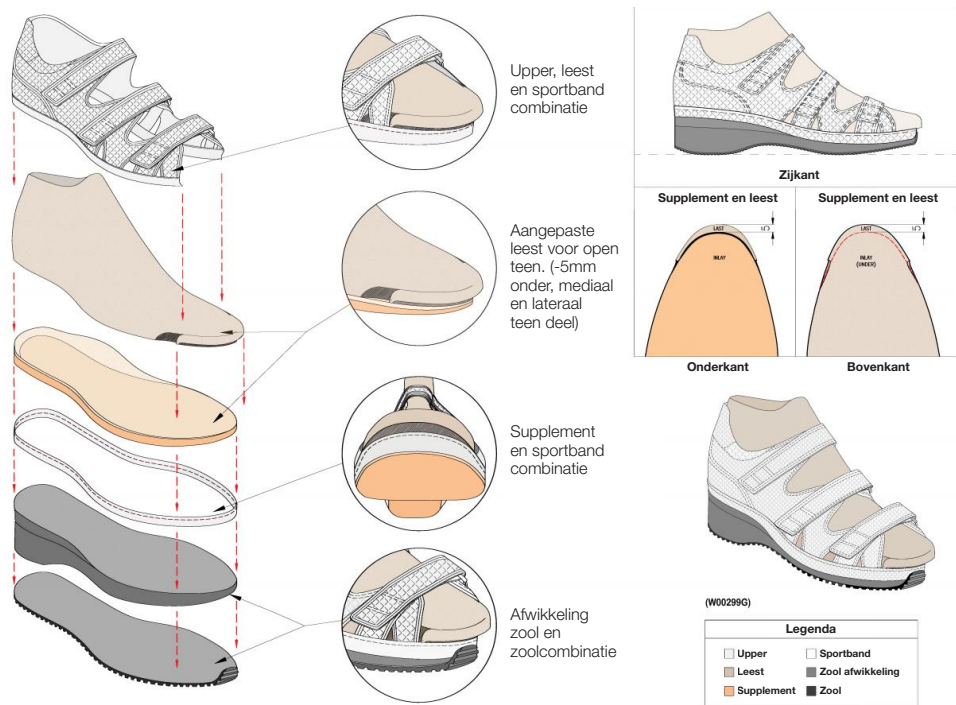 Upper, leest
en sportband
combinatie
Aangepaste
leest voor open
teen. (-5mm
onder, mediaal
en lateraal
teen deel)
Supplement
en sportband
combinatie
Afwikkeling
zool en
zoolcombinatie
Zijkant
Supplement en leest
Supplement en leest
LAST
5
INLAY
LAST
5
INLAY
(UNDER)
Onderkant
Bovenkant
(W00299G)
Legenda
Upper
Sportband
Leest
Zool afwikkeling
Supplement
Zool